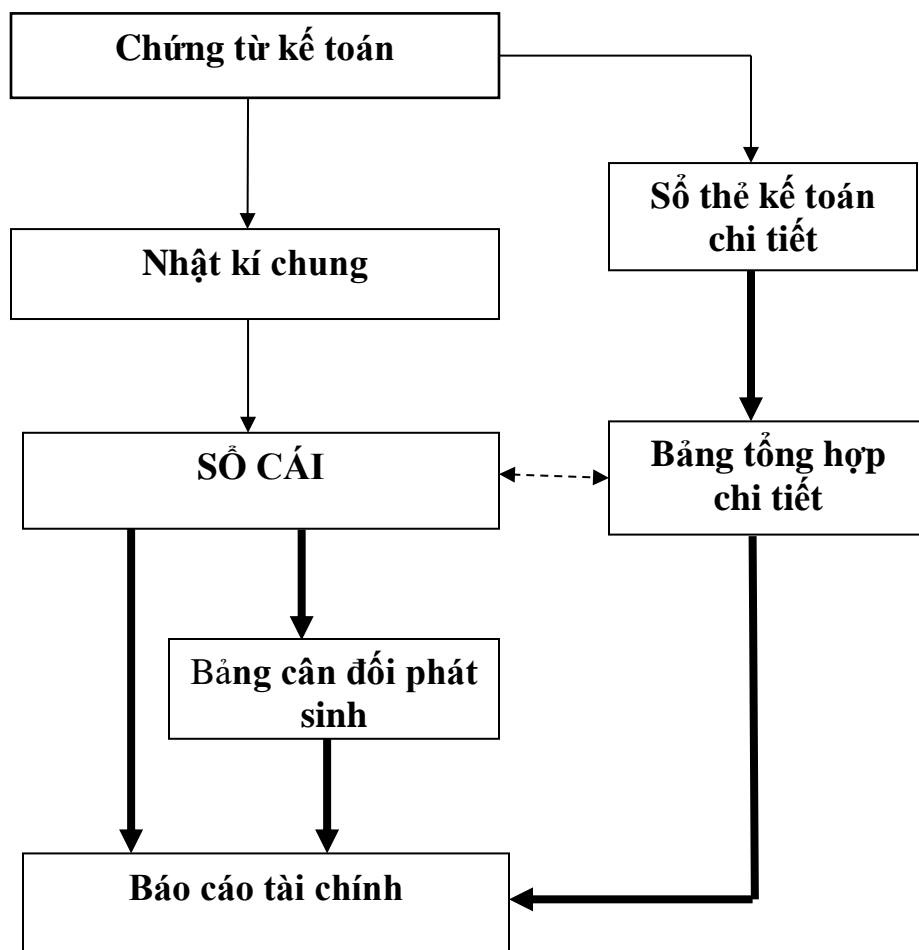 Chứng từ kế toán
Sổ thẻ kế toán
chi tiết
Nhật kí chung
SỔ CÁI
Bảng tổng hợp
chi tiết
Bảng cân đối phát
sinh
Báo cáo tài chính